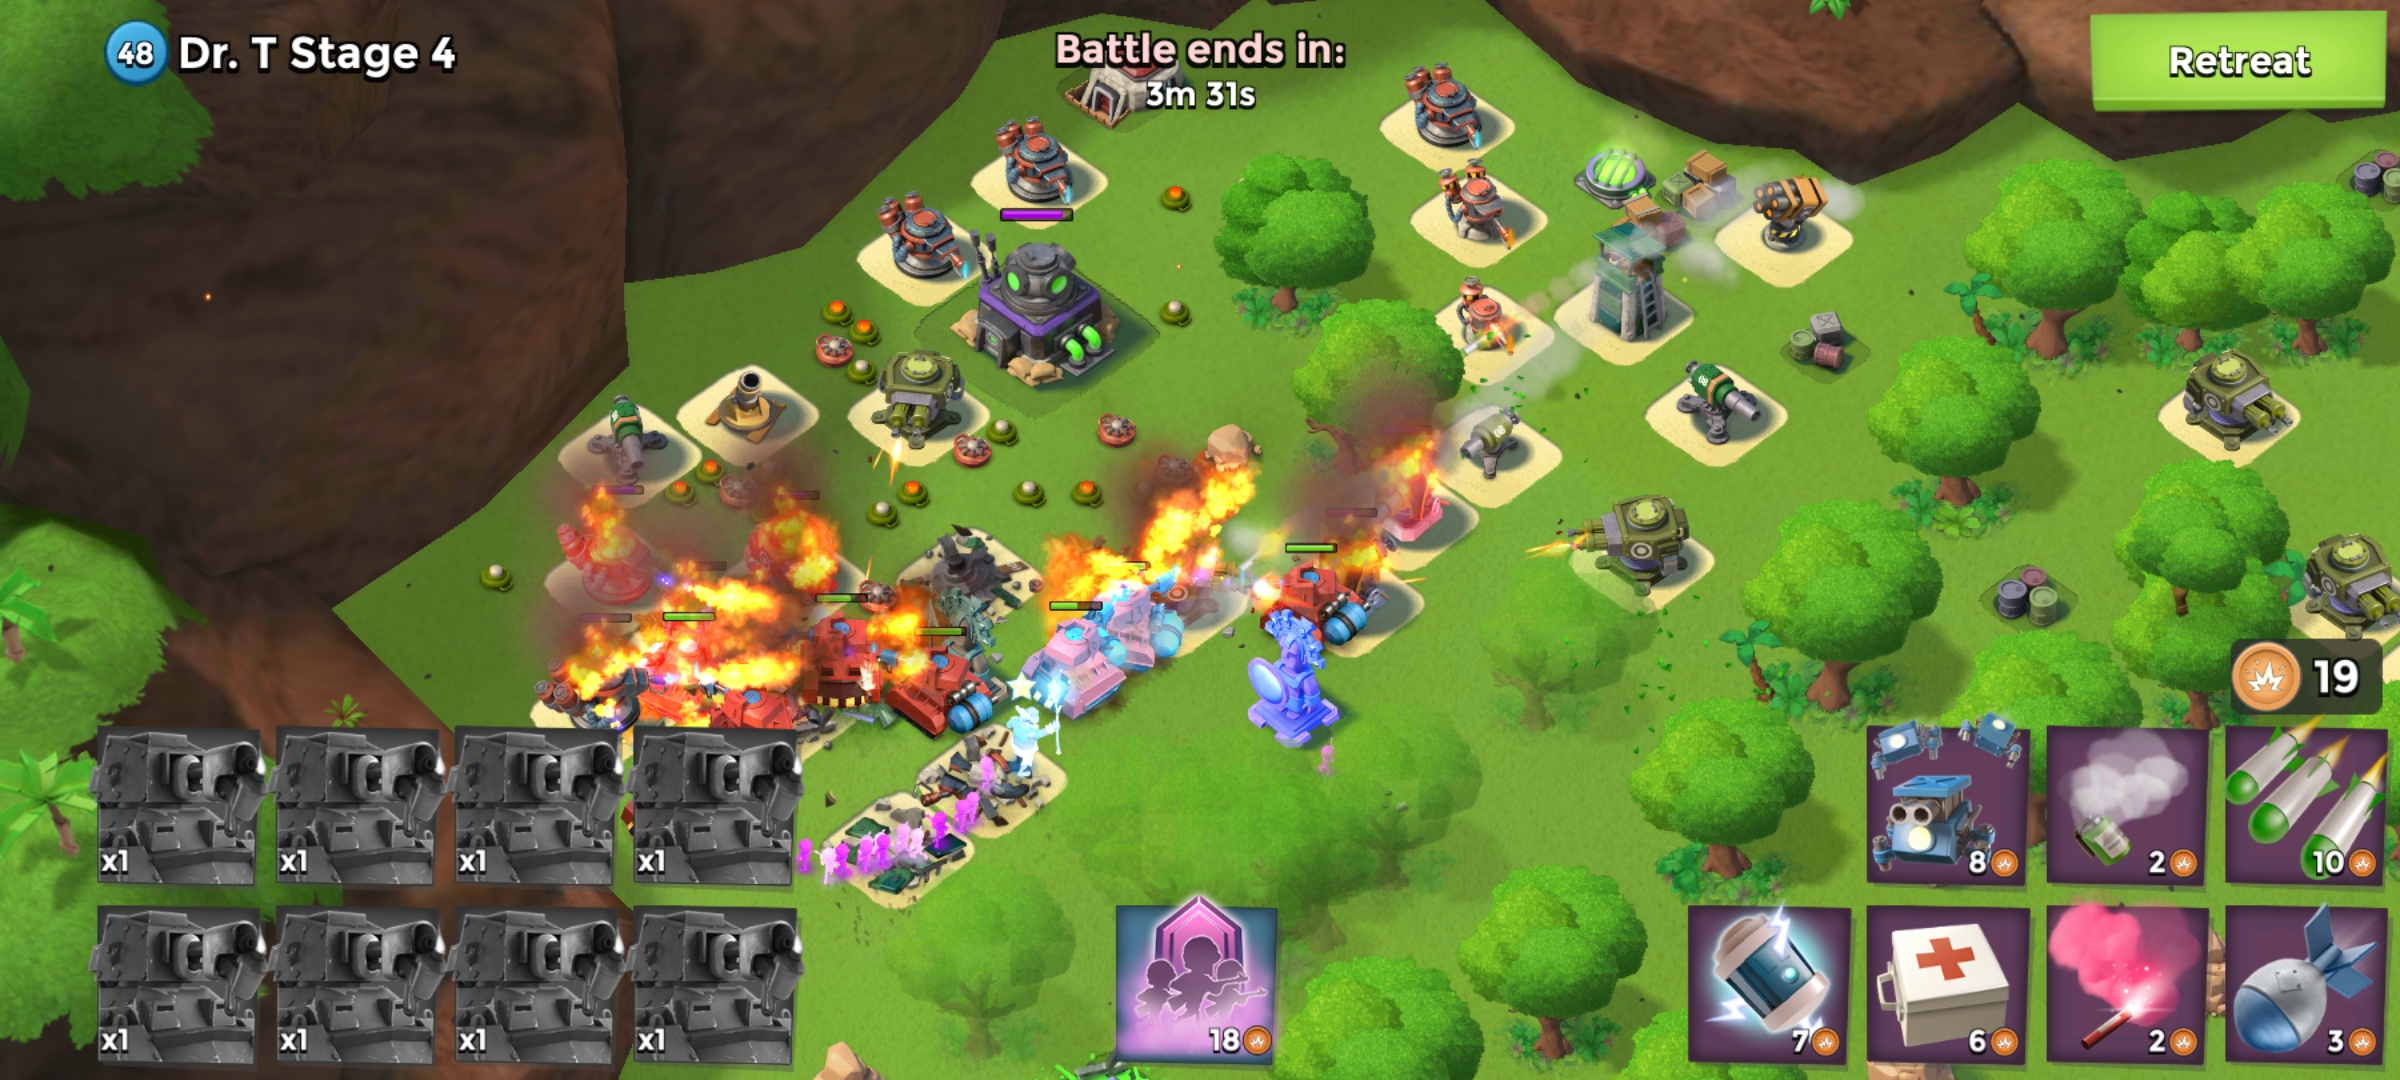 48 Dr. T Stage 4
Battle ends in:
3m 31s
Retreat
19
x1 x1 x1 x1
8 2 10
x1 x1 x1 x1
18
7 6 2 3